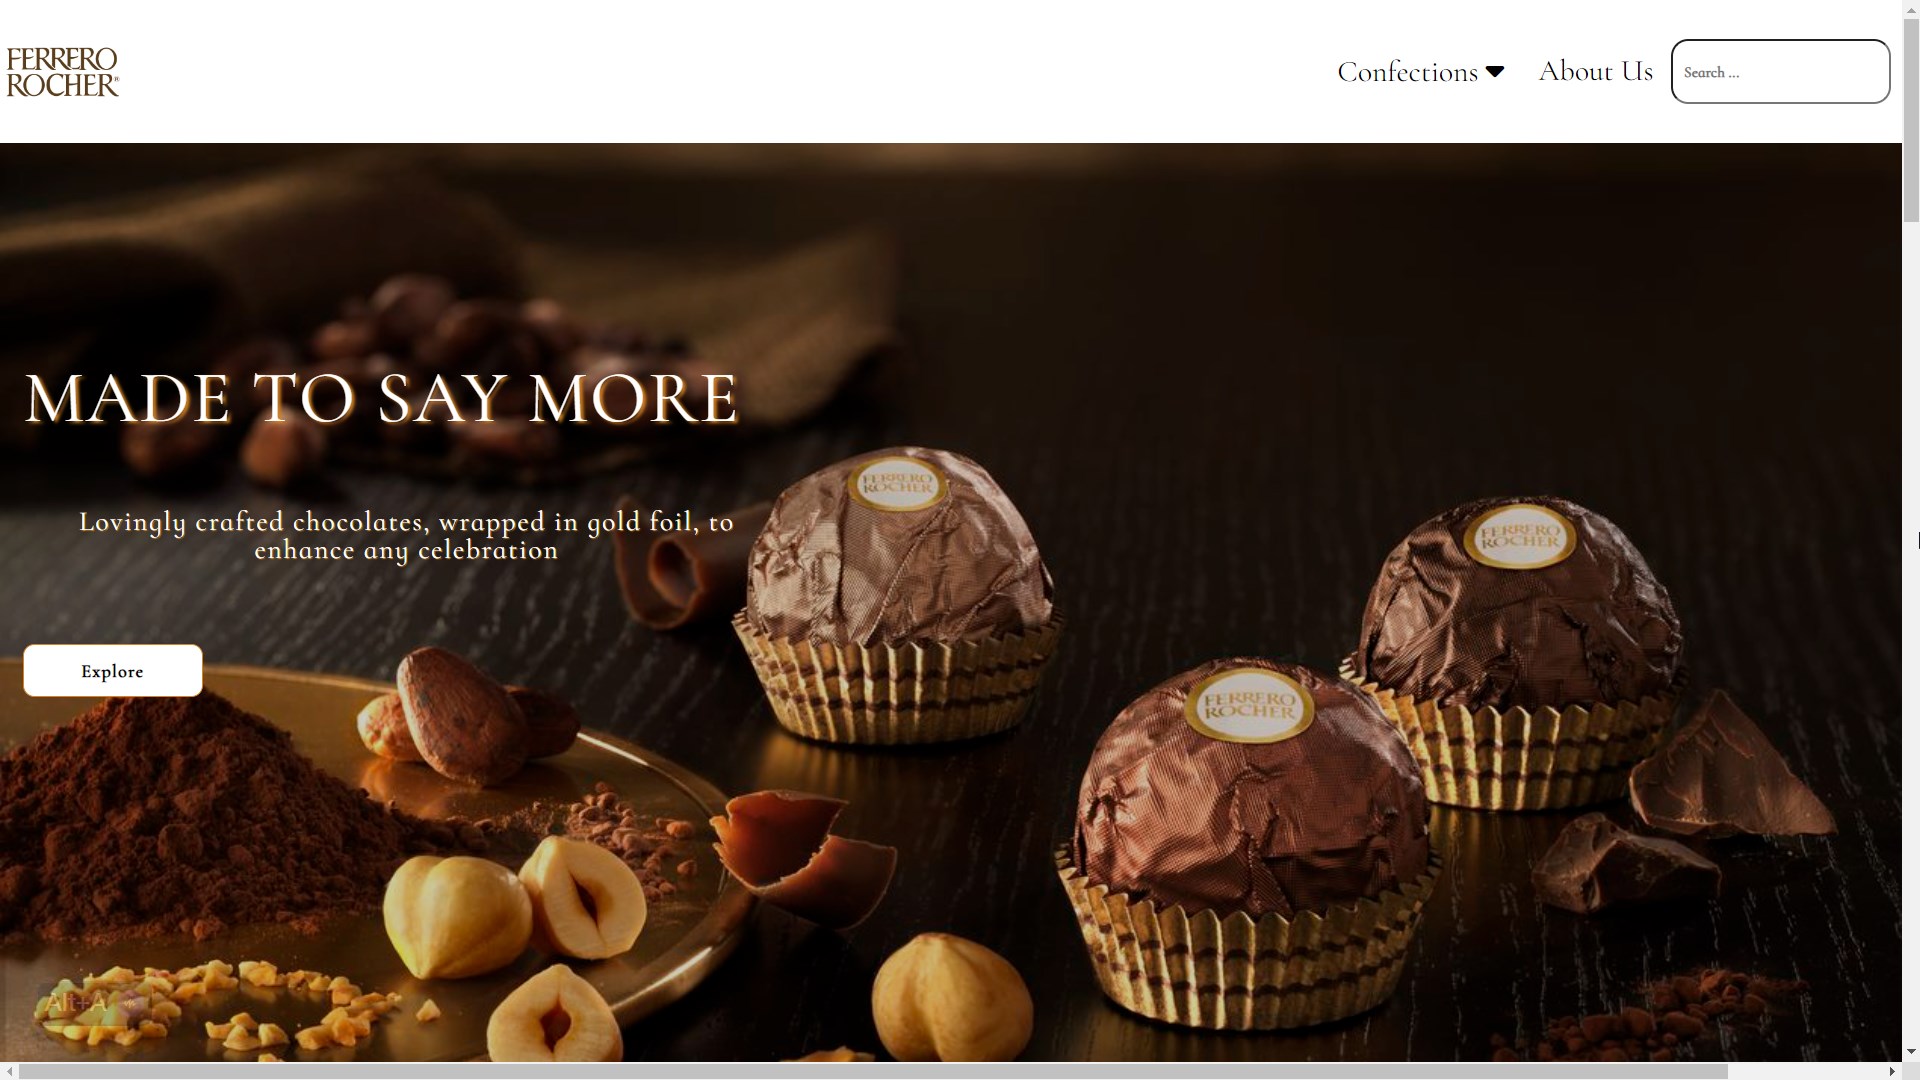 FERRERO
ROCHER®
Confections
About Us
Search ...
MADE TO SAY MORE
Lovingly crafted chocolates, wrapped in gold foil, to
enhance any celebration
Explore
FERRERO
ROCHER
FERRERO
ROCHER
FERRERO
ROCHER
Alt+A